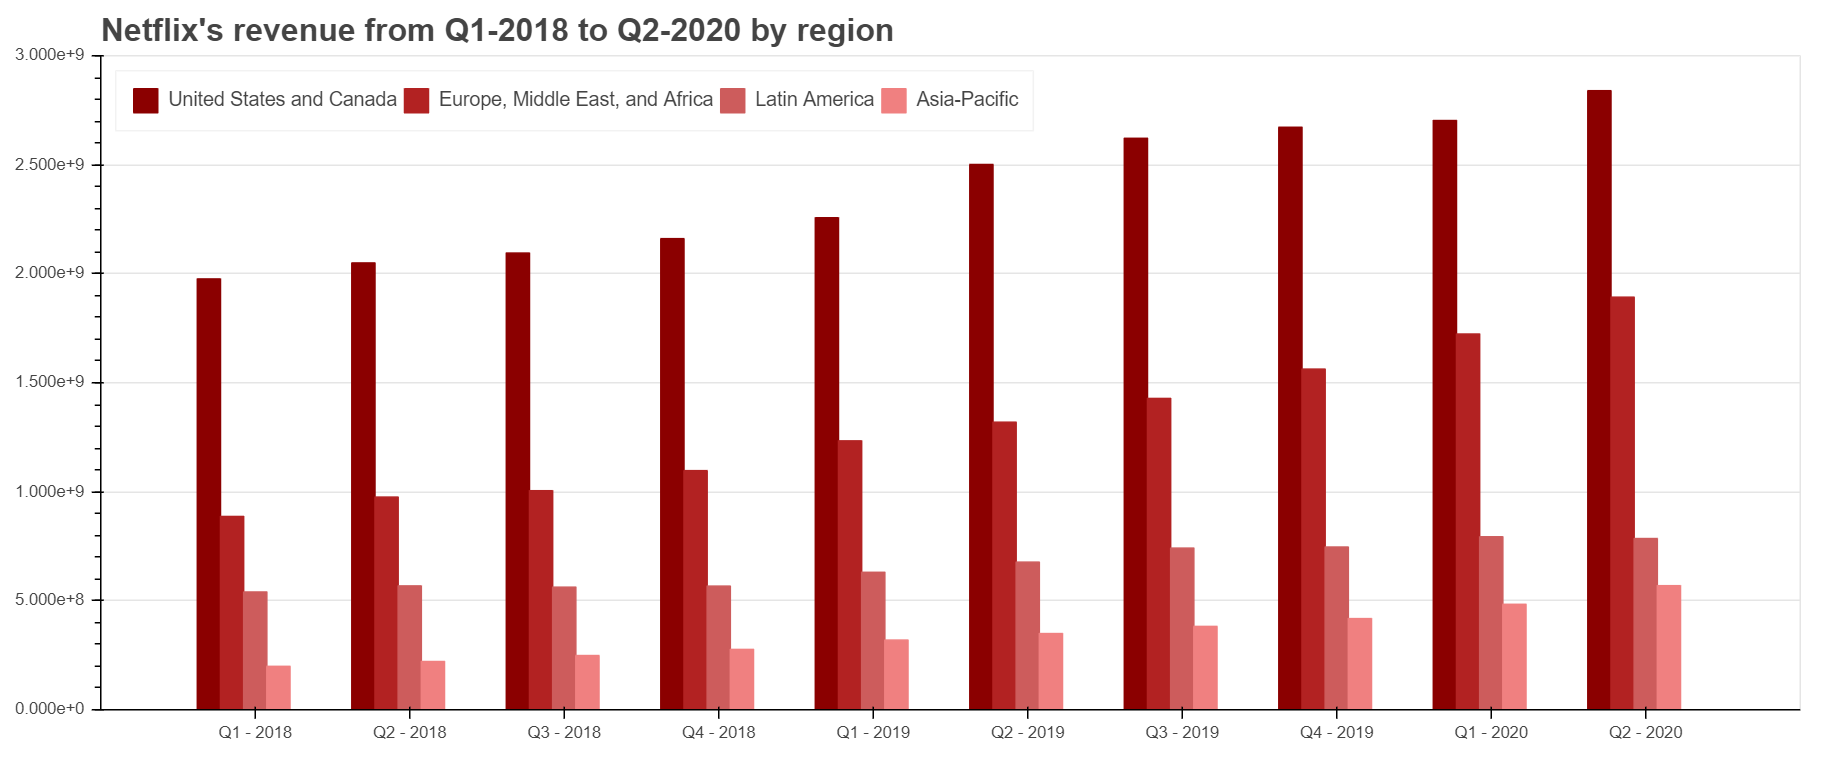 Netflix's revenue from Q1-2018 to Q2-2020 by region
3.000e+9
United States and Canada Europe, Middle East, and Africa Latin America Asia-Pacific
2.500e+9
2.000e+9
1.500e+9
1.000e+9
5.000e+8
0.000e+0
Q1 - 2018 Q2 - 2018 Q3 - 2018 Q4 - 2018 Q1 - 2019 Q2 - 2019 Q3 - 2019 Q4 - 2019 Q1 - 2020 Q2 - 2020